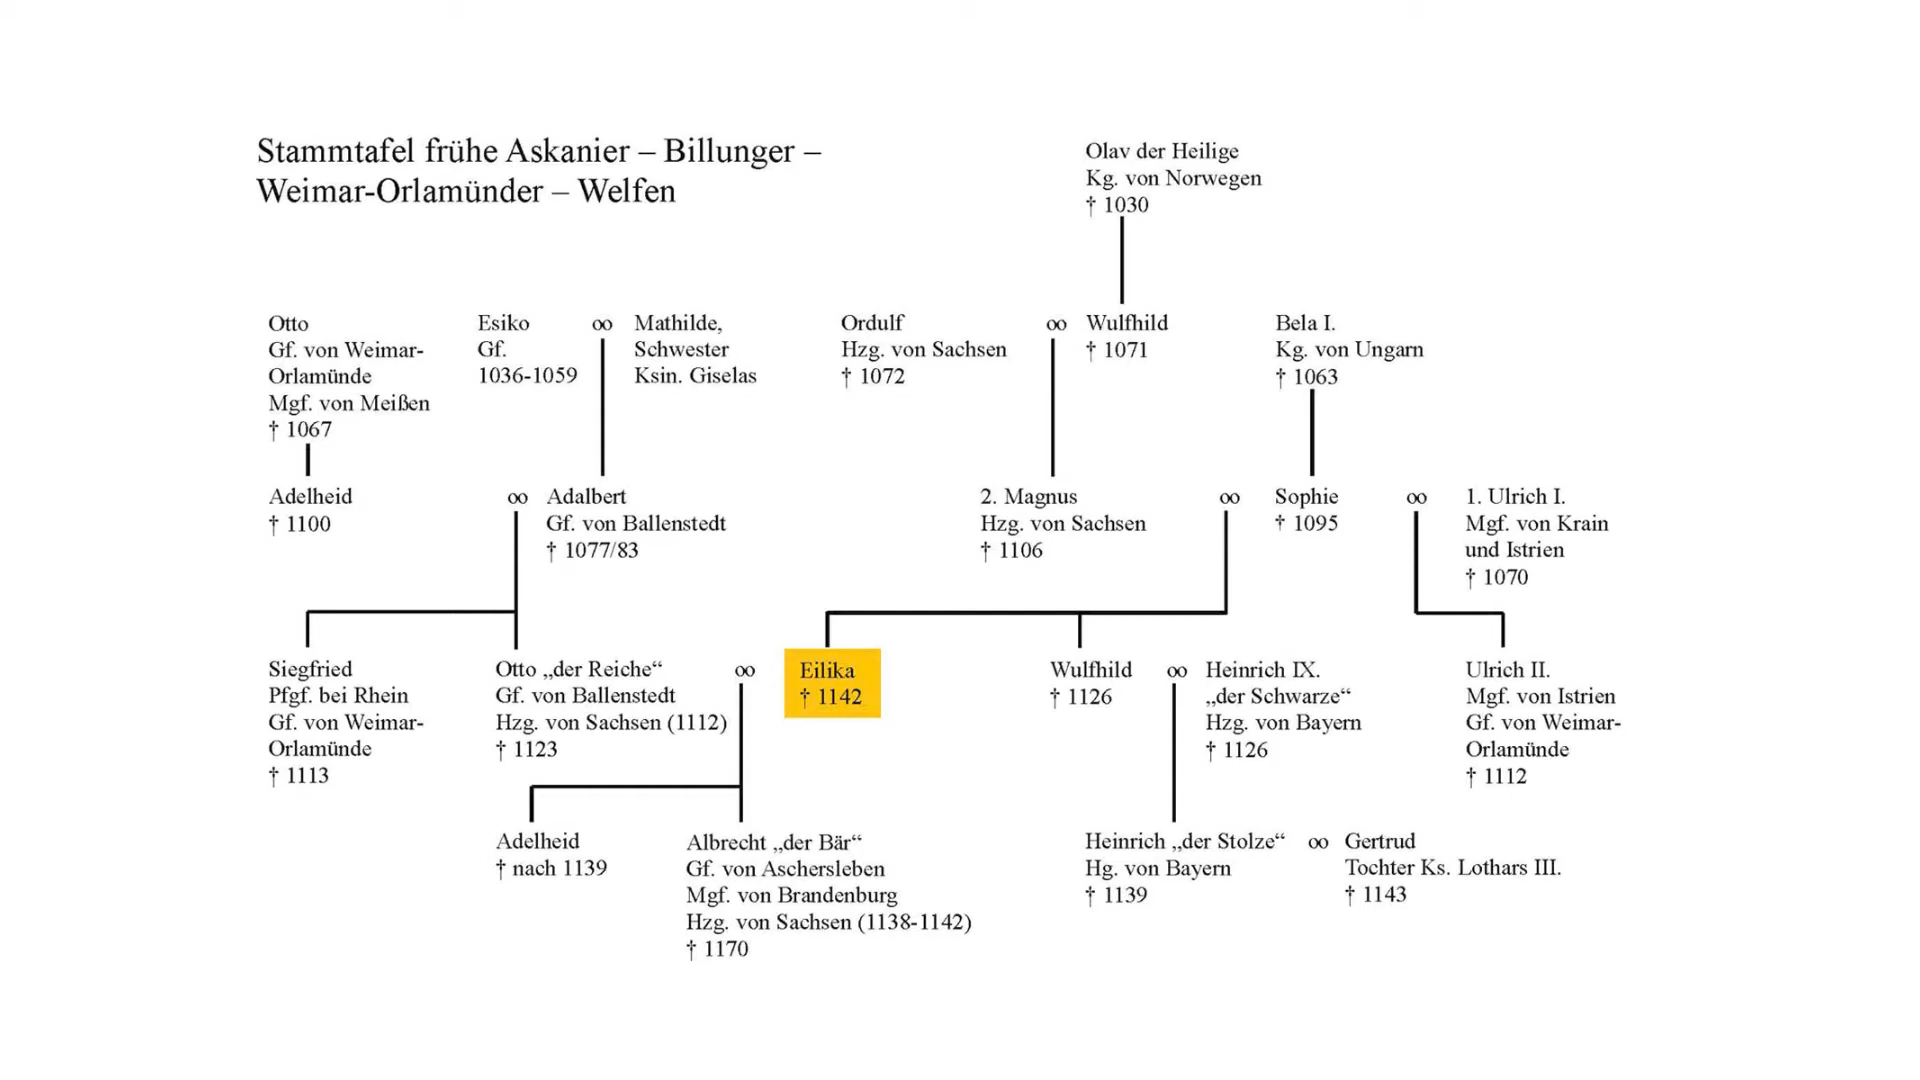 Stammtafel frühe Askanier – Billunger –
Weimar-Orlamünder – Welfen
Olav der Heilige
Kg. von Norwegen
† 1030
Otto
Gf. von Weimar-
Orlamünde
Mgf. von Meißen
† 1067
Esiko
Gf.
1036-1059
∞
Mathilde,
Schwester
Ksin. Giselas
Ordulf
Hzg. von Sachsen
† 1072
∞
Wulfhild
† 1071
Bela I.
Kg. von Ungarn
† 1063
Adelheid
† 1100
∞
Adalbert
Gf. von Ballenstedt
† 1077/83
2. Magnus
Hzg. von Sachsen
† 1106
∞
Sophie
† 1095
∞
1. Ulrich I.
Mgf. von Krain
und Istrien
† 1070
Siegfried
Pfgf. bei Rhein
Gf. von Weimar-
Orlamünde
† 1113
Otto „der Reiche“
Gf. von Ballenstedt
Hzg. von Sachsen (1112)
† 1123
∞
Eilika
† 1142
Wulfhild
† 1126
∞
Heinrich IX.
„der Schwarze“
Hzg. von Bayern
† 1126
Ulrich II.
Mgf. von Istrien
Gf. von Weimar-
Orlamünde
† 1112
Adelheid
† nach 1139
Albrecht „der Bär“
Gf. von Aschersleben
Mgf. von Brandenburg
Hzg. von Sachsen (1138-1142)
† 1170
Heinrich „der Stolze“
Hg. von Bayern
† 1139
∞
Gertrud
Tochter Ks. Lothars III.
† 1143